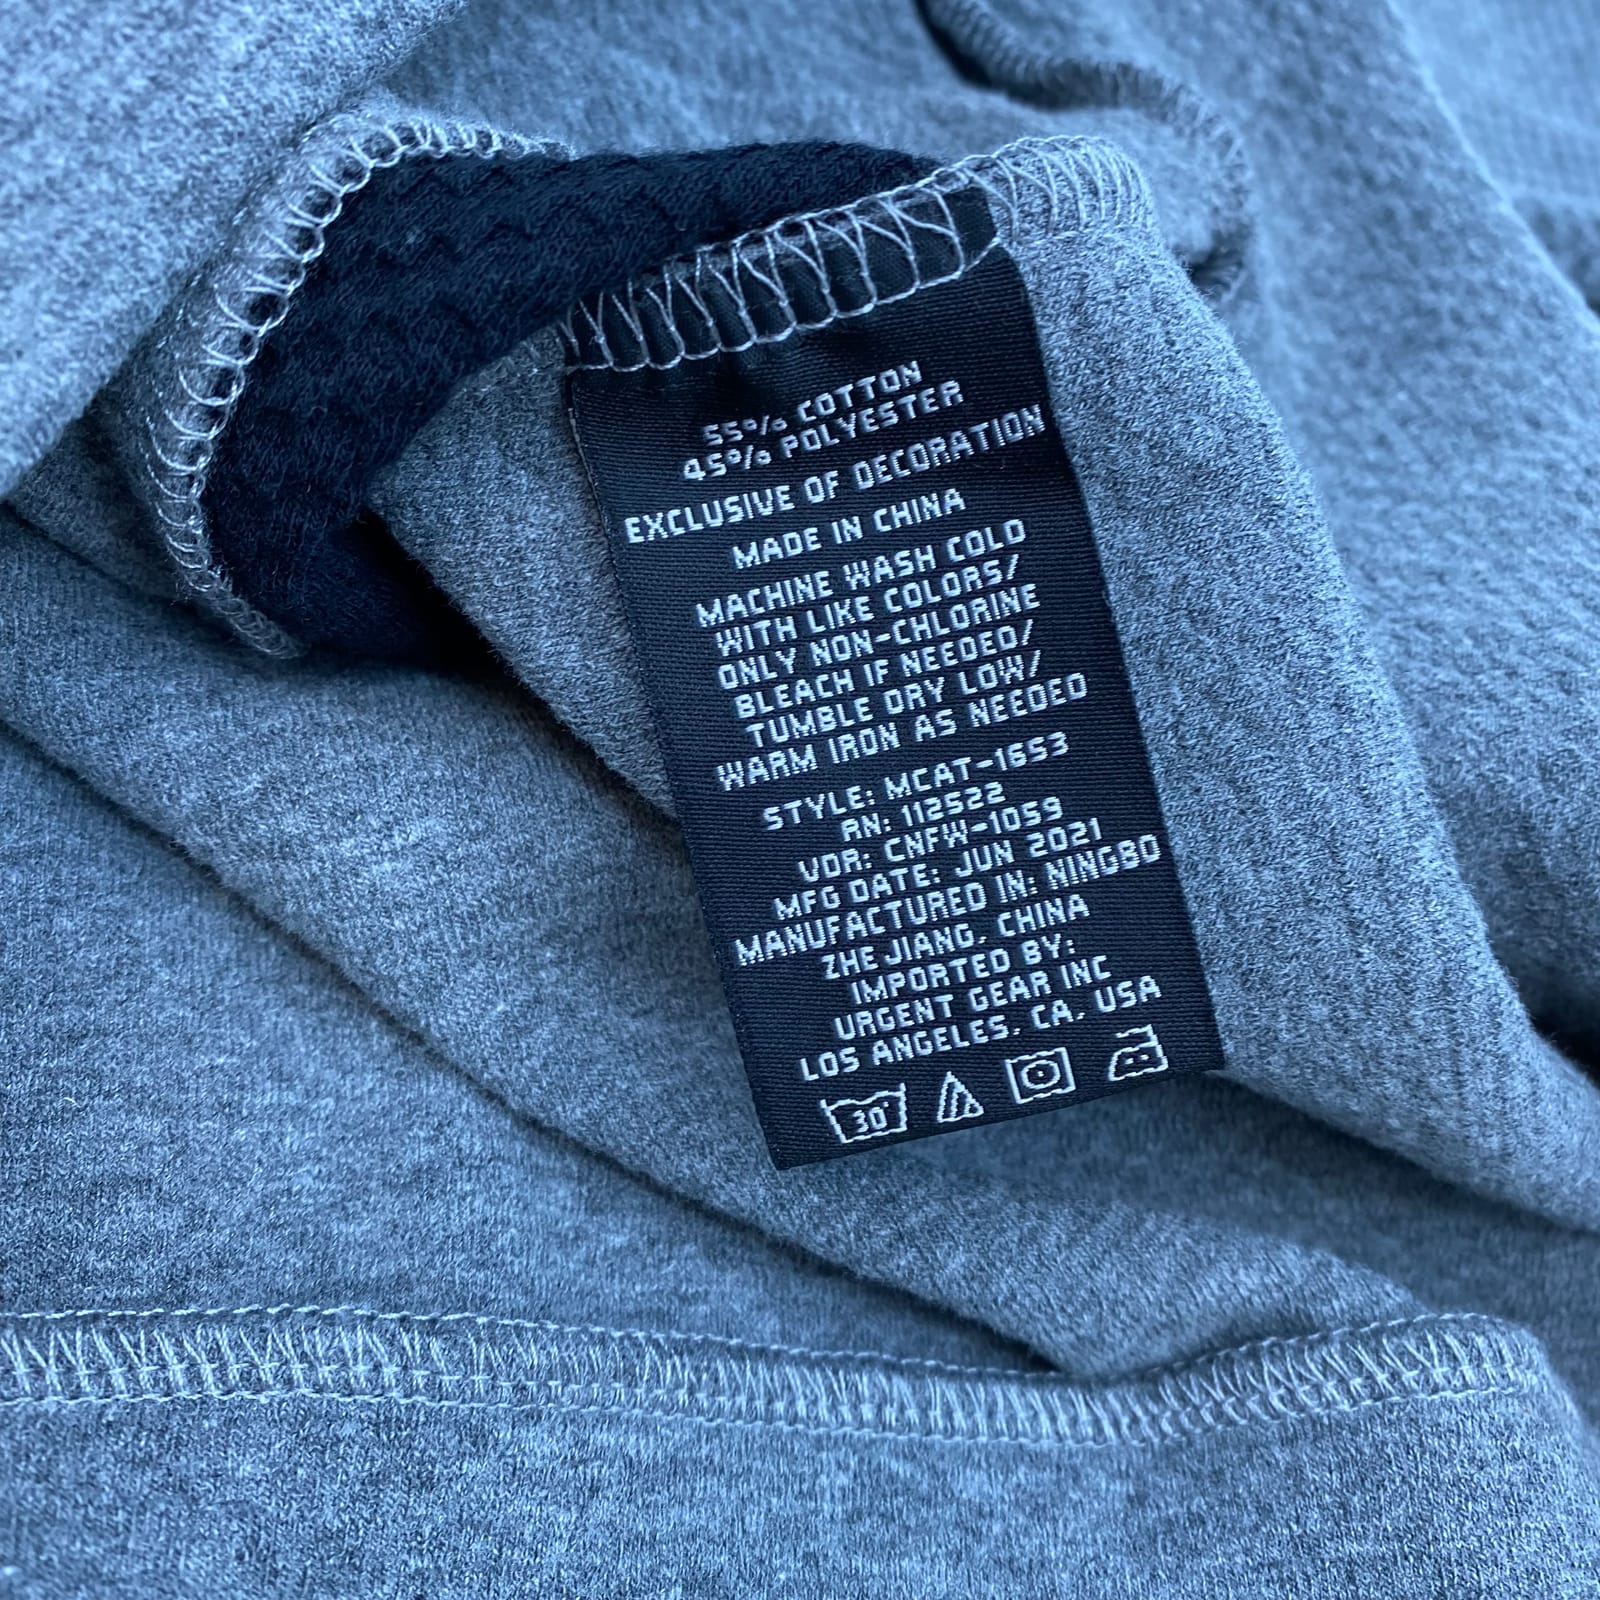 55% COTTON
45% POLYESTER
EXCLUSIVE OF DECORATION
MADE IN CHINA
MACHINE WASH COLD
WITH LIKE COLORS/
ONLY NON-CHLORINE
BLEACH IF NEEDED/
TUMBLE DRY LOW/
WARM IRON AS NEEDED
STYLE: MCAT-1653
RN: 112522
VDR: CNFW-1059
MFG DATE: JUN 2021
MANUFACTURED IN: NINGBO
ZHEJIANG, CHINA
IMPORTED BY:
URGENT GEAR INC
LOS ANGELES, CA, USA
30°